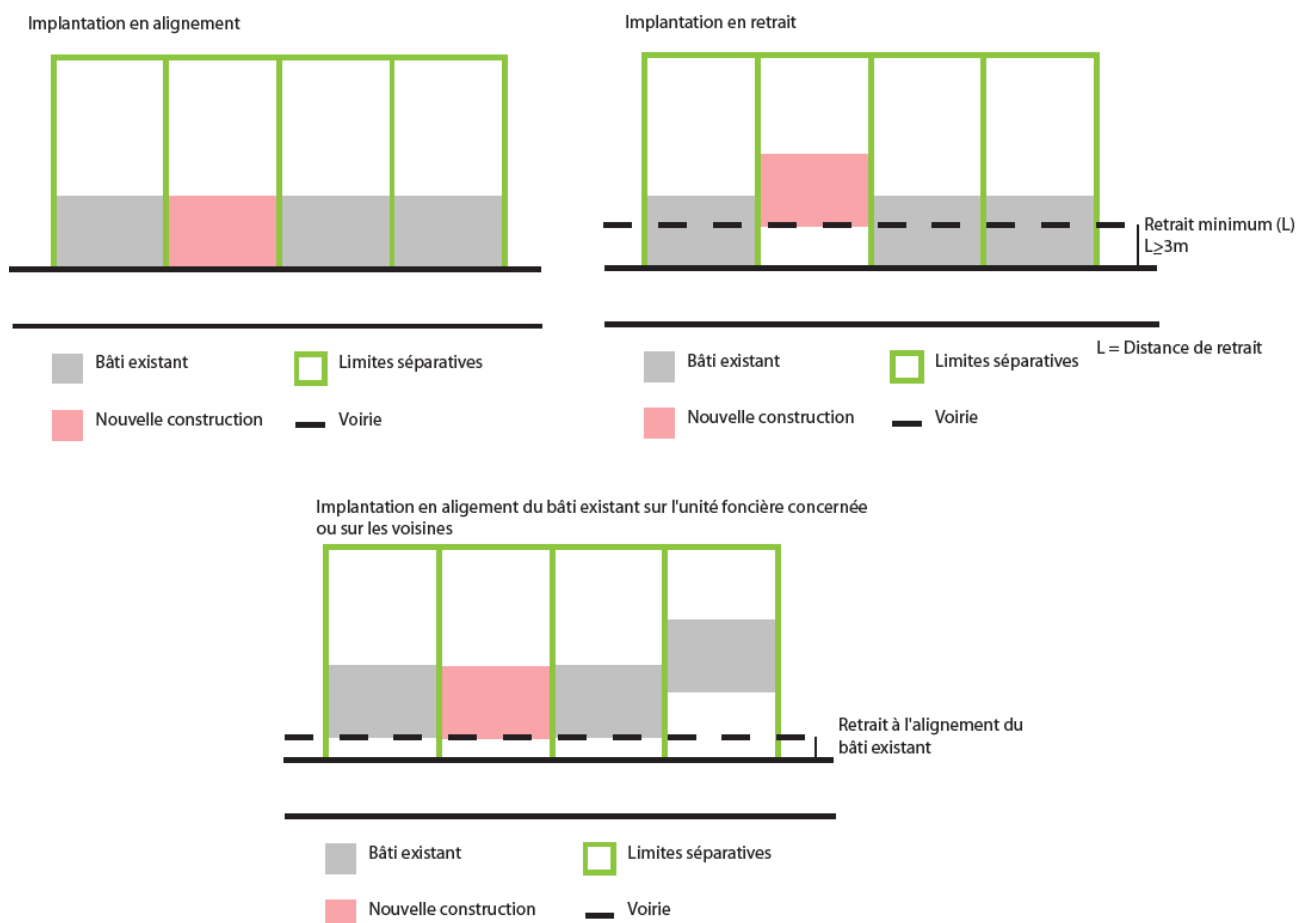 Implantation en alignement
Implantation en retrait
Retrait minimum (L)
L≥3m
Bâti existant
Limites séparatives
Nouvelle construction
Voirie
L = Distance de retrait
Bâti existant
Limites séparatives
Nouvelle construction
Voirie
Implantation en aligement du bâti existant sur l'unité foncière concernée
ou sur les voisines
Retrait à l'alignement du
bâti existant
Bâti existant
Limites séparatives
Nouvelle construction
Voirie